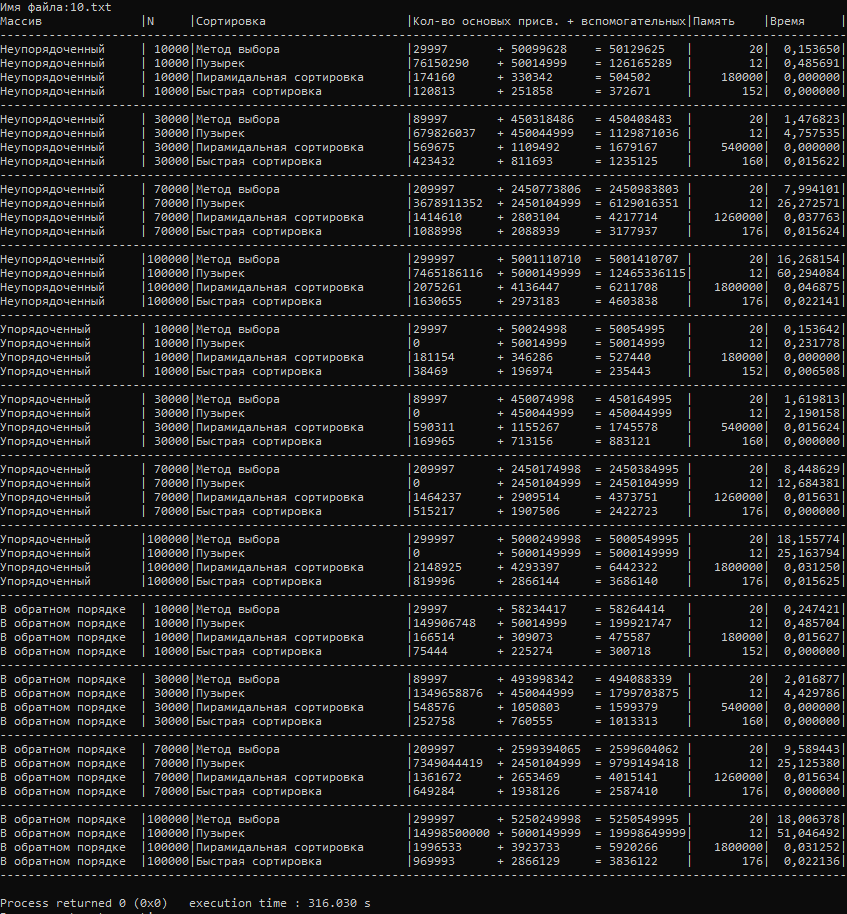 Имя файла:10.txt
Массив |N |Сортировка |Кол-во основых присв. + вспомогательных|Память |Время |
Неупорядоченный | 10000|Метод выбора |29997 + 50099628 = 50129625 | 20| 0,153650|
Неупорядоченный | 10000|Пузырек |76150290 + 50014999 = 126165289 | 12| 0,485691|
Неупорядоченный | 10000|Пирамидальная сортировка |174160 + 330342 = 504502 | 180000| 0,000000|
Неупорядоченный | 10000|Быстрая сортировка |120813 + 251858 = 372671 | 152| 0,000000|
Неупорядоченный | 30000|Метод выбора |89997 + 450318486 = 450408483 | 20| 1,476823|
Неупорядоченный | 30000|Пузырек |679826037 + 450044999 = 1129871036 | 12| 4,757535|
Неупорядоченный | 30000|Пирамидальная сортировка |569675 + 1109492 = 1679167 | 540000| 0,000000|
Неупорядоченный | 30000|Быстрая сортировка |423432 + 811693 = 1235125 | 160| 0,015622|
Неупорядоченный | 70000|Метод выбора |209997 + 2450773806 = 2450983803 | 20| 7,994101|
Неупорядоченный | 70000|Пузырек |3678911352 + 2450104999 = 6129016351 | 12| 26,272571|
Неупорядоченный | 70000|Пирамидальная сортировка |1414610 + 2803104 = 4217714 | 1260000| 0,037763|
Неупорядоченный | 70000|Быстрая сортировка |1088998 + 2088939 = 3177937 | 176| 0,015624|
Неупорядоченный |100000|Метод выбора |299997 + 5001110710 = 5001410707 | 20| 16,268154|
Неупорядоченный |100000|Пузырек |7465186116 + 5000149999 = 12465336115| 12| 60,294084|
Неупорядоченный |100000|Пирамидальная сортировка |2075261 + 4136447 = 6211708 | 1800000| 0,046875|
Неупорядоченный |100000|Быстрая сортировка |1630655 + 2973183 = 4603838 | 176| 0,022141|
Упорядоченный | 10000|Метод выбора |29997 + 50024998 = 50054995 | 20| 0,153642|
Упорядоченный | 10000|Пузырек |0 + 50014999 = 50014999 | 12| 0,231778|
Упорядоченный | 10000|Пирамидальная сортировка |181154 + 346286 = 527440 | 180000| 0,000000|
Упорядоченный | 10000|Быстрая сортировка |38469 + 196974 = 235443 | 152| 0,006508|
Упорядоченный | 30000|Метод выбора |89997 + 450074998 = 450164995 | 20| 1,619813|
Упорядоченный | 30000|Пузырек |0 + 450044999 = 450044999 | 12| 2,190158|
Упорядоченный | 30000|Пирамидальная сортировка |590311 + 1155267 = 1745578 | 540000| 0,015624|
Упорядоченный | 30000|Быстрая сортировка |169965 + 713156 = 883121 | 160| 0,000000|
Упорядоченный | 70000|Метод выбора |209997 + 2450174998 = 2450384995 | 20| 8,448629|
Упорядоченный | 70000|Пузырек |0 + 2450104999 = 2450104999 | 12| 12,684381|
Упорядоченный | 70000|Пирамидальная сортировка |1464237 + 2909514 = 4373751 | 1260000| 0,015631|
Упорядоченный | 70000|Быстрая сортировка |515217 + 1907506 = 2422723 | 176| 0,000000|
Упорядоченный |100000|Метод выбора |299997 + 5000249998 = 5000549995 | 20| 18,155774|
Упорядоченный |100000|Пузырек |0 + 5000149999 = 5000149999 | 12| 25,163794|
Упорядоченный |100000|Пирамидальная сортировка |2148925 + 4293397 = 6442322 | 1800000| 0,031250|
Упорядоченный |100000|Быстрая сортировка |819996 + 2866144 = 3686140 | 176| 0,015625|
В обратном порядке | 10000|Метод выбора |29997 + 58234417 = 58264414 | 20| 0,247421|
В обратном порядке | 10000|Пузырек |149906748 + 50014999 = 199921747 | 12| 0,485704|
В обратном порядке | 10000|Пирамидальная сортировка |166514 + 309073 = 475587 | 180000| 0,015627|
В обратном порядке | 10000|Быстрая сортировка |75444 + 225274 = 300718 | 152| 0,000000|
В обратном порядке | 30000|Метод выбора |89997 + 493998342 = 494088339 | 20| 2,016877|
В обратном порядке | 30000|Пузырек |1349658876 + 450044999 = 1799703875 | 12| 4,429786|
В обратном порядке | 30000|Пирамидальная сортировка |548576 + 1050803 = 1599379 | 540000| 0,000000|
В обратном порядке | 30000|Быстрая сортировка |252758 + 760555 = 1013313 | 160| 0,000000|
В обратном порядке | 70000|Метод выбора |209997 + 2599394065 = 2599604062 | 20| 9,589443|
В обратном порядке | 70000|Пузырек |7349044419 + 2450104999 = 9799149418 | 12| 25,125380|
В обратном порядке | 70000|Пирамидальная сортировка |1361672 + 2653469 = 4015141 | 1260000| 0,015634|
В обратном порядке | 70000|Быстрая сортировка |649284 + 1938126 = 2587410 | 176| 0,000000|
В обратном порядке |100000|Метод выбора |299997 + 5250249998 = 5250549995 | 20| 18,006378|
В обратном порядке |100000|Пузырек |14998500000 + 5000149999 = 19998649999| 12| 51,046492|
В обратном порядке |100000|Пирамидальная сортировка |1996533 + 3923733 = 5920266 | 1800000| 0,031252|
В обратном порядке |100000|Быстрая сортировка |969993 + 2866129 = 3836122 | 176| 0,022136|
Process returned 0 (0x0) execution time : 316.030 s